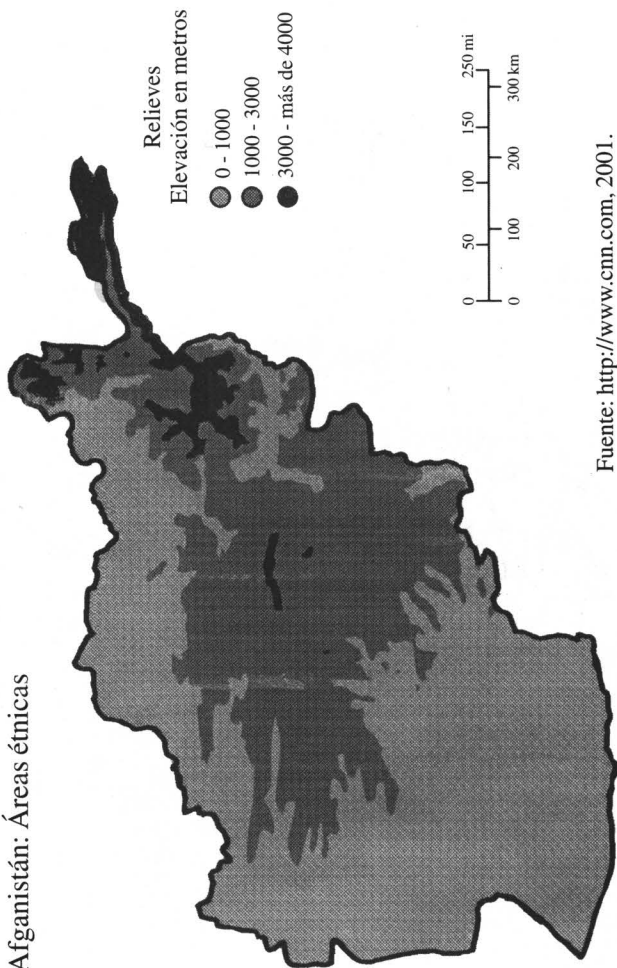 Afganistán: Áreas étnicas
Relieves
Elevación en metros
0 - 1000
1000 - 3000
3000 - más de 4000
0 50 100 150 250 mi
0 100 200 300 km
Fuente: http://www.cnn.com, 2001.